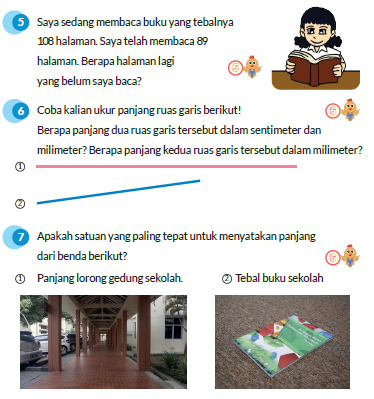 5 Saya sedang membaca buku yang tebalnya
108 halaman. Saya telah membaca 89
halaman. Berapa halaman lagi
yang belum saya baca?
6 Coba kalian ukur panjang ruas garis berikut!
Berapa panjang dua ruas garis tersebut dalam sentimeter dan
milimeter? Berapa panjang kedua ruas garis tersebut dalam milimeter?
①
②
7 Apakah satuan yang paling tepat untuk menyatakan panjang
dari benda berikut?
① Panjang lorong gedung sekolah. ② Tebal buku sekolah